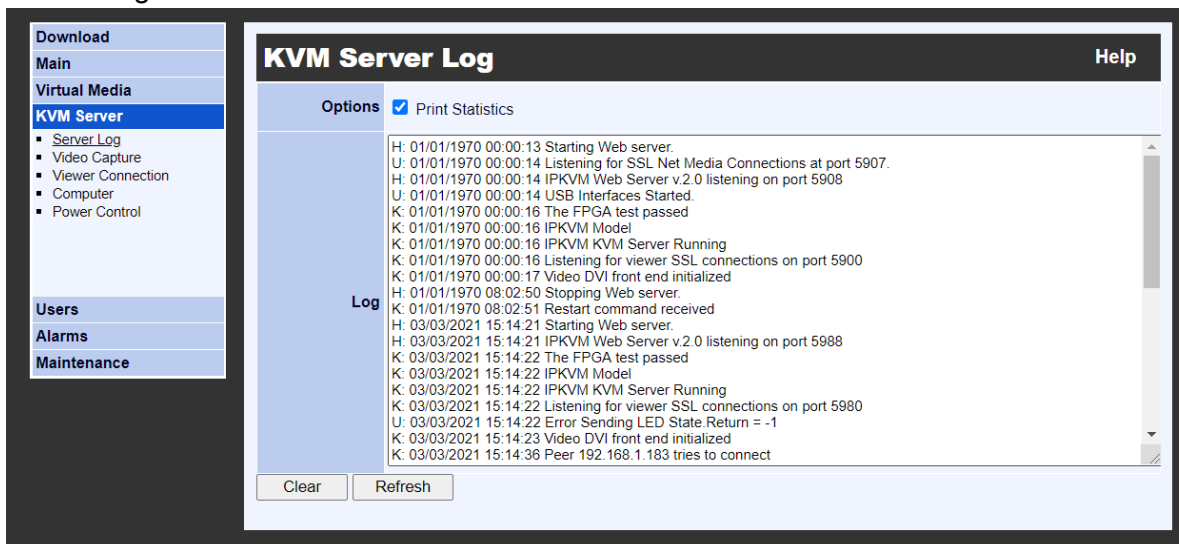 Download
Main
Virtual Media
KVM Server
Server Log
Video Capture
Viewer Connection
Computer
Power Control
Users
Alarms
Maintenance
KVM Server Log
Help
Options
Print Statistics
Log
H: 01/01/1970 00:00:13 Starting Web server.
U: 01/01/1970 00:00:14 Listening for SSL Net Media Connections at port 5907.
H: 01/01/1970 00:00:14 IPKVM Web Server v.2.0 listening on port 5908
U: 01/01/1970 00:00:14 USB Interfaces Started.
K: 01/01/1970 00:00:16 The FPGA test passed
K: 01/01/1970 00:00:16 IPKVM Model
K: 01/01/1970 00:00:16 IPKVM KVM Server Running
K: 01/01/1970 00:00:16 Listening for viewer SSL connections on port 5900
K: 01/01/1970 00:00:17 Video DVI front end initialized
H: 01/01/1970 08:02:50 Stopping Web server.
K: 01/01/1970 08:02:51 Restart command received
H: 03/03/2021 15:14:21 Starting Web server.
H: 03/03/2021 15:14:21 IPKVM Web Server v.2.0 listening on port 5988
K: 03/03/2021 15:14:22 The FPGA test passed
K: 03/03/2021 15:14:22 IPKVM Model
K: 03/03/2021 15:14:22 IPKVM KVM Server Running
K: 03/03/2021 15:14:22 Listening for viewer SSL connections on port 5980
U: 03/03/2021 15:14:22 Error Sending LED State.Return = -1
K: 03/03/2021 15:14:23 Video DVI front end initialized
K: 03/03/2021 15:14:36 Peer 192.168.1.183 tries to connect
Clear
Refresh